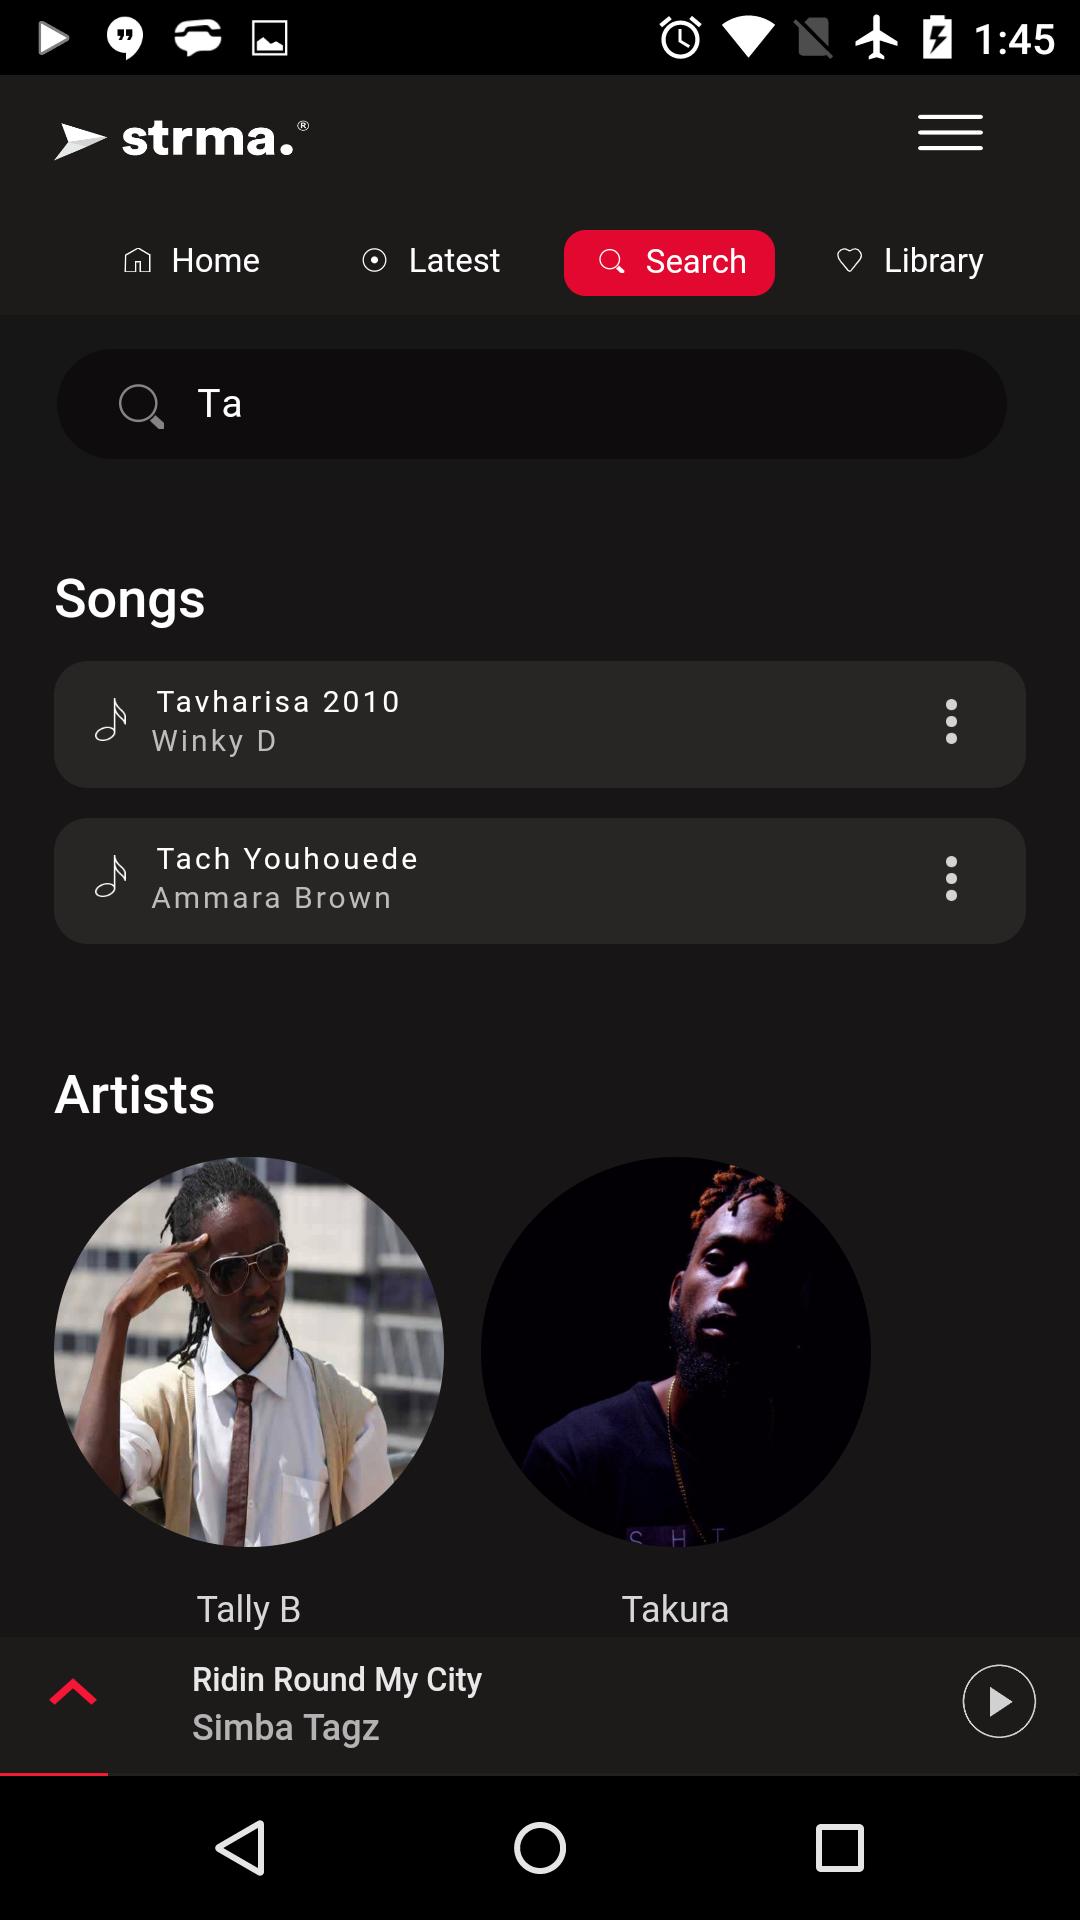 1:45
strma.®
Home Latest Search Library
Ta
Songs
Tavharisa 2010
Winky D
Tach Youhouede
Ammara Brown
Artists
S H T
Tally B Takura
Ridin Round My City
Simba Tagz